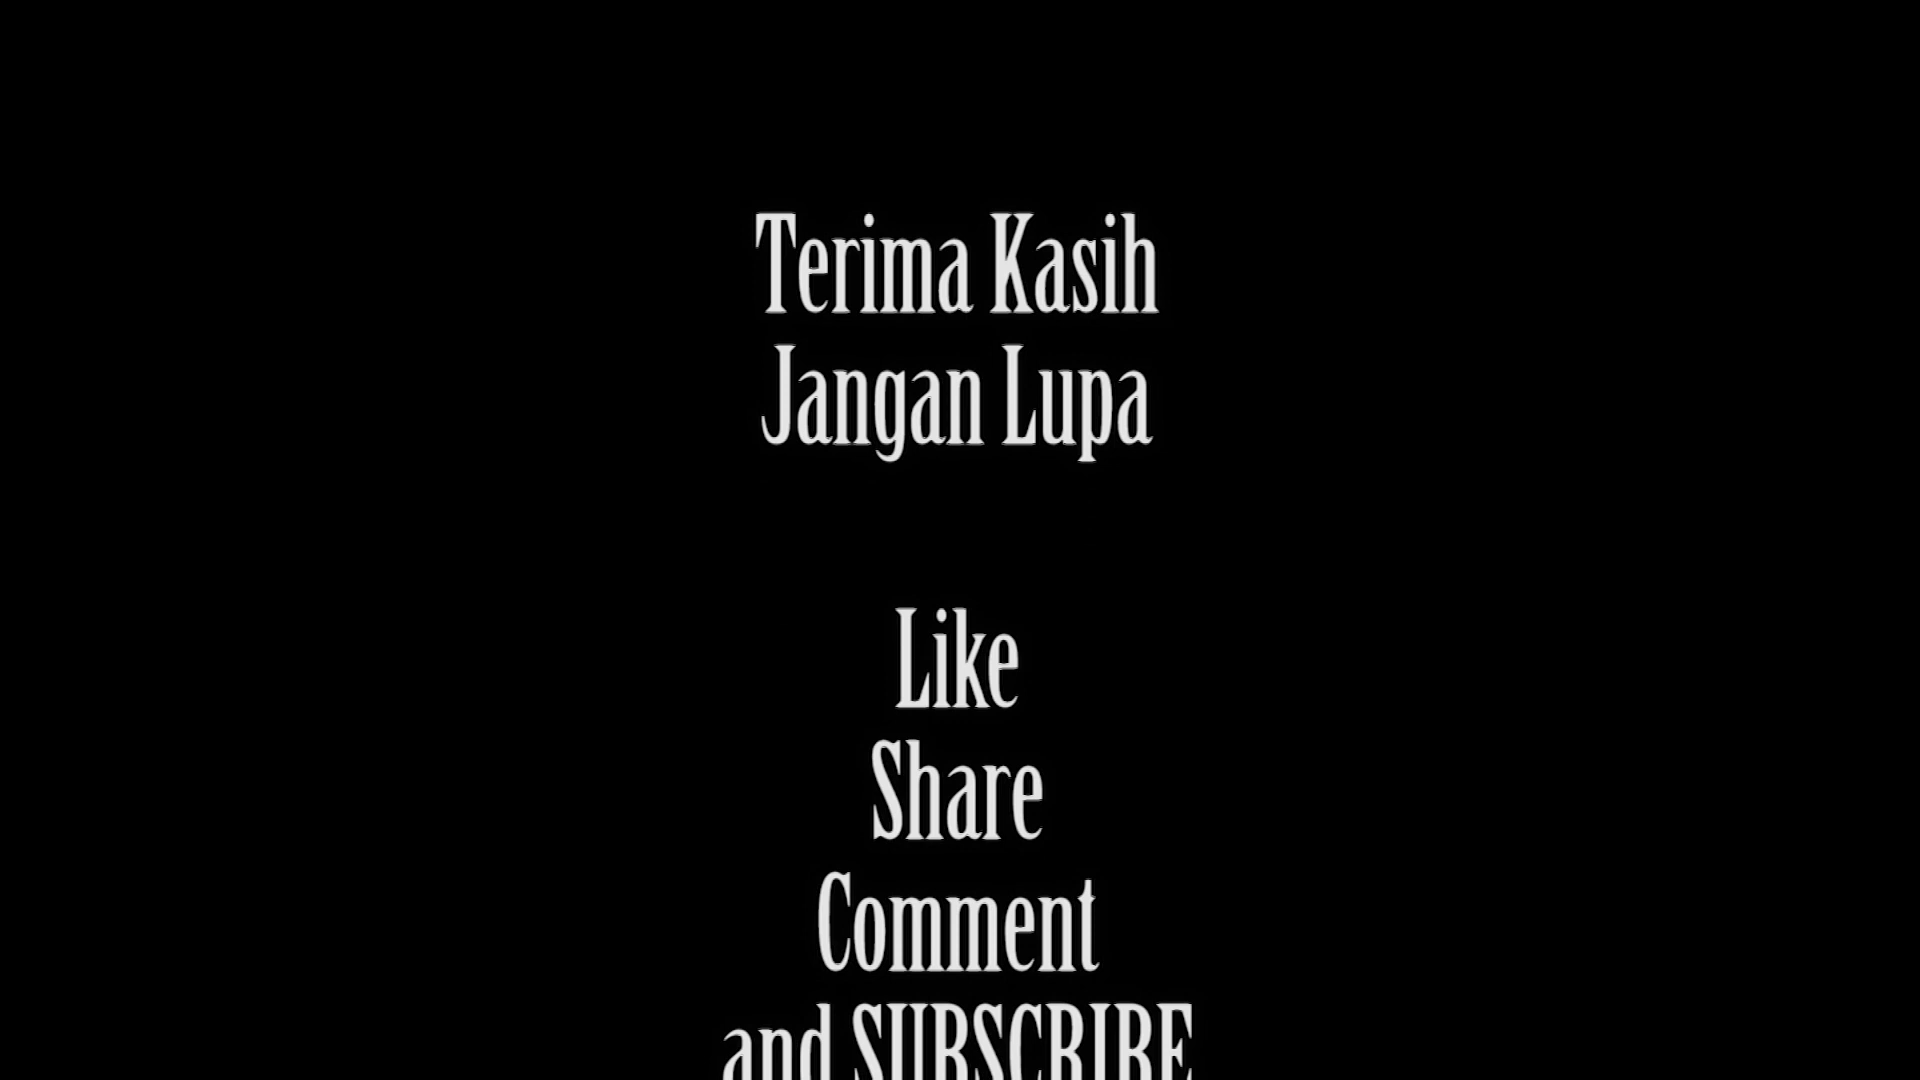 Terima Kasih
Jangan Lupa
Like
Share
Comment
and SUBSCRIBE